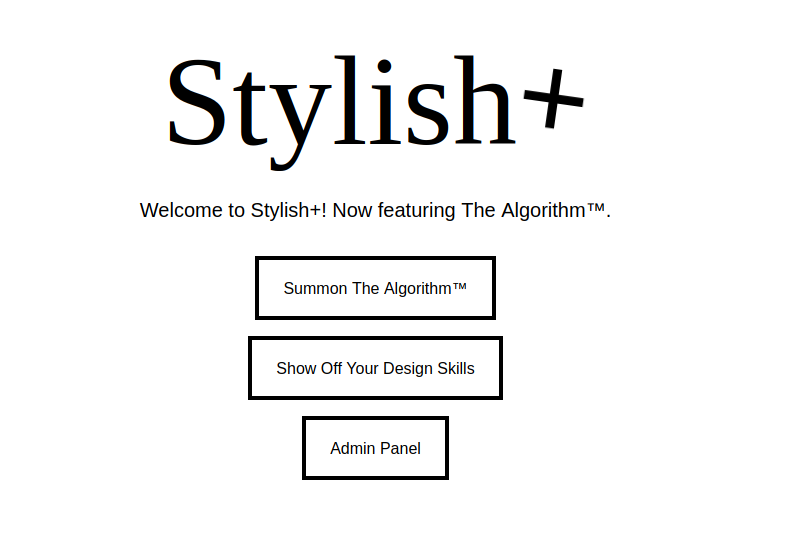 Stylish+
Welcome to Stylish+! Now featuring The Algorithm™.
Summon The Algorithm™
Show Off Your Design Skills
Admin Panel